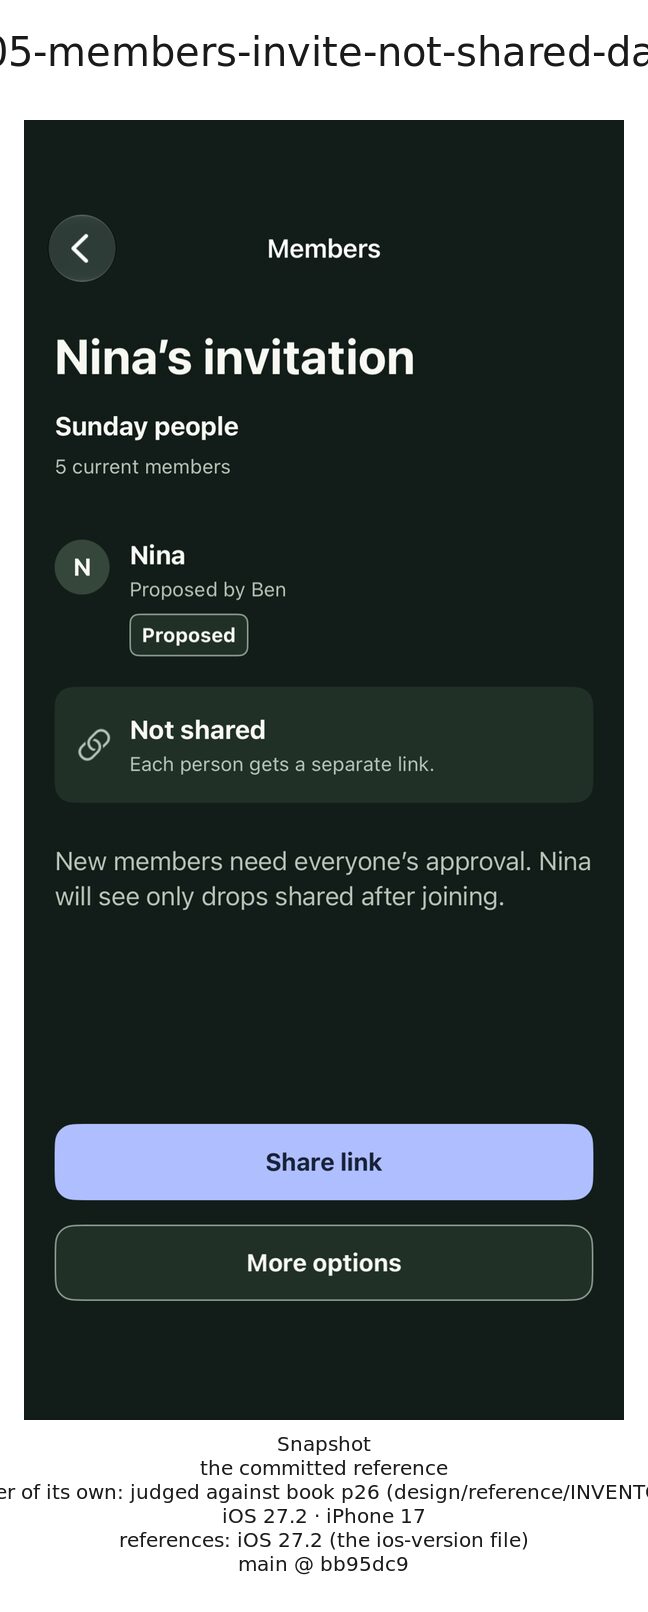 05-members-invite-not-shared-da
Members
Nina’s invitation
Sunday people
5 current members
N
Nina
Proposed by Ben
Proposed
Not shared
Each person gets a separate link.
New members need everyone’s approval. Nina
will see only drops shared after joining.
Share link
More options
Snapshot
the committed reference
er of its own: judged against book p26 (design/reference/INVENTO
iOS 27.2 · iPhone 17
references: iOS 27.2 (the ios-version file)
main @ bb95dc9